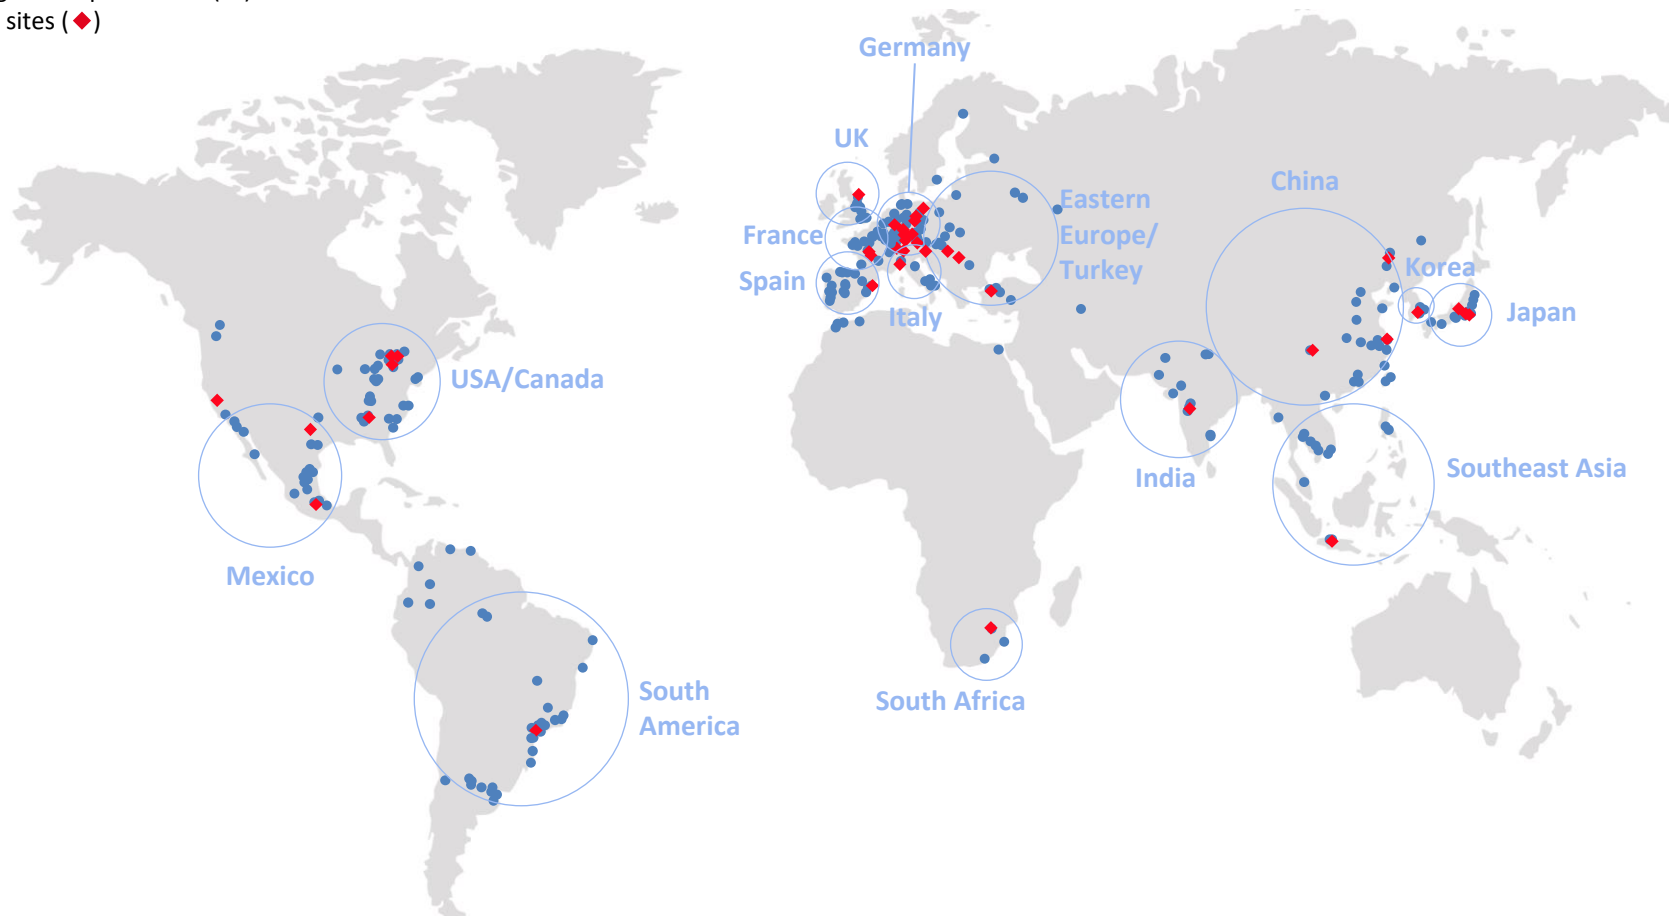 sites (◆)
Germany
UK
China
Eastern
Europe/
Turkey
France
Spain
Korea
Italy
Japan
USA/Canada
Southeast Asia
India
Mexico
South
America
South Africa